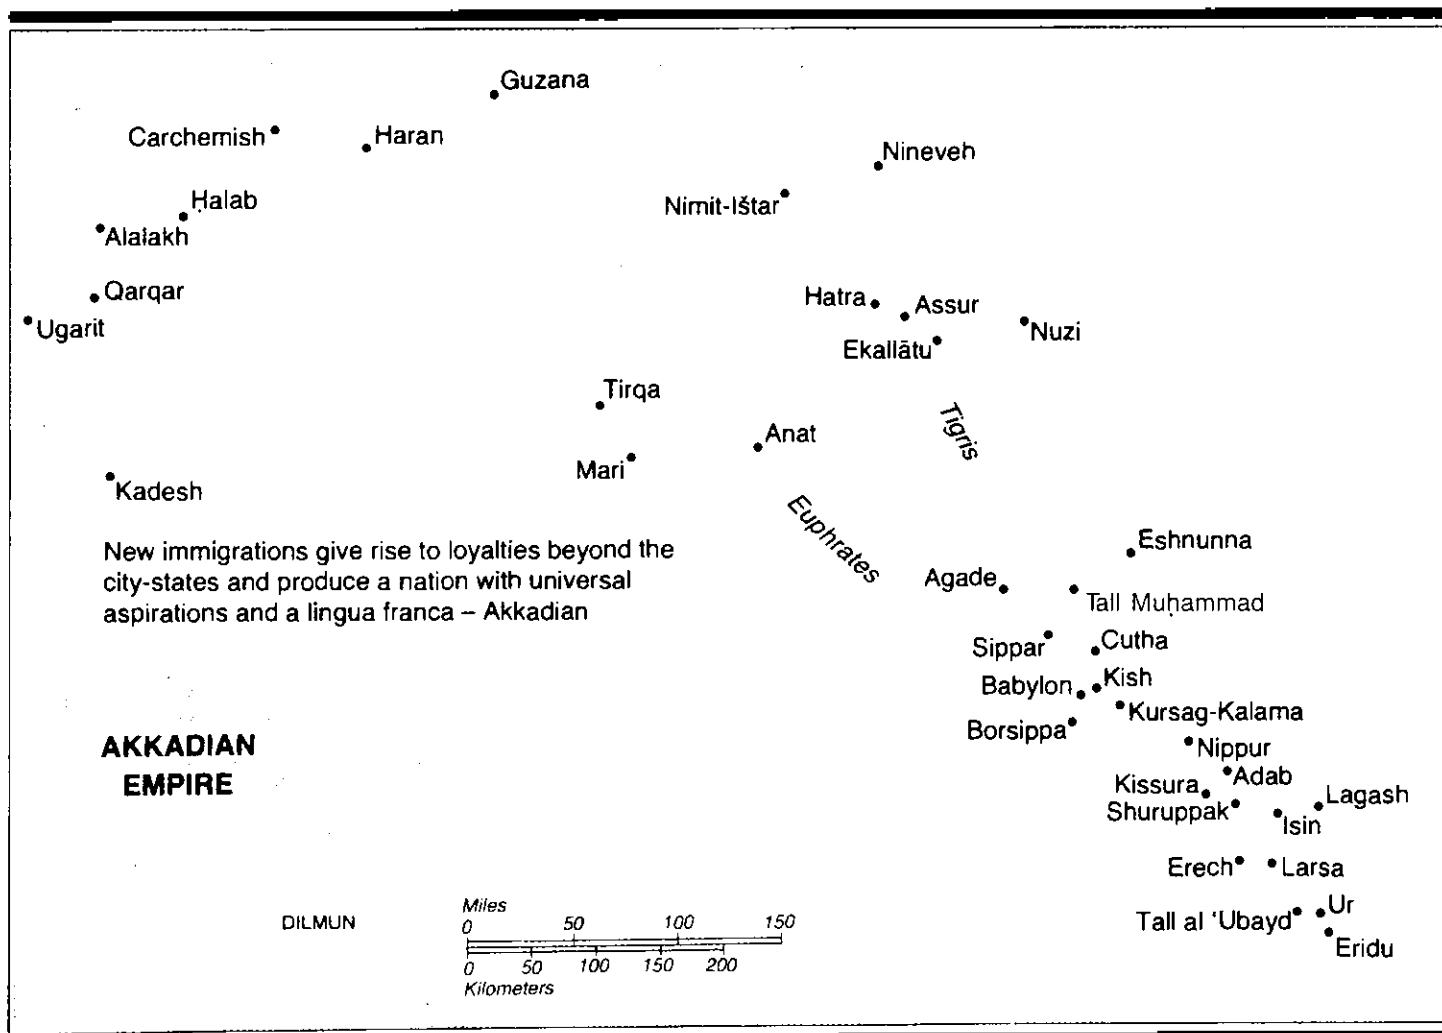 Guzana
Carchemish
Haran
Nineveh
Nimit-Ištar
Ḥalab
Alalakh
Qarqar
Ugarit
Hatra
Assur
Nuzi
Ekallātu
Tirqa
Tigris
Anat
Mari
Kadesh
Euphrates
New immigrations give rise to loyalties beyond the
city-states and produce a nation with universal
aspirations and a lingua franca – Akkadian
Eshnunna
Agade
Tall Muḥammad
Sippar
Cutha
Babylon
Kish
Kursag-Kalama
Borsippa
Nippur
AKKADIAN
EMPIRE
Adab
Kissura
Lagash
Shuruppak
Isin
Erech
Larsa
DILMUN
Miles
0 50 100 150
0 50 100 150 200
Kilometers
Tall al ‘Ubayd
Ur
Eridu